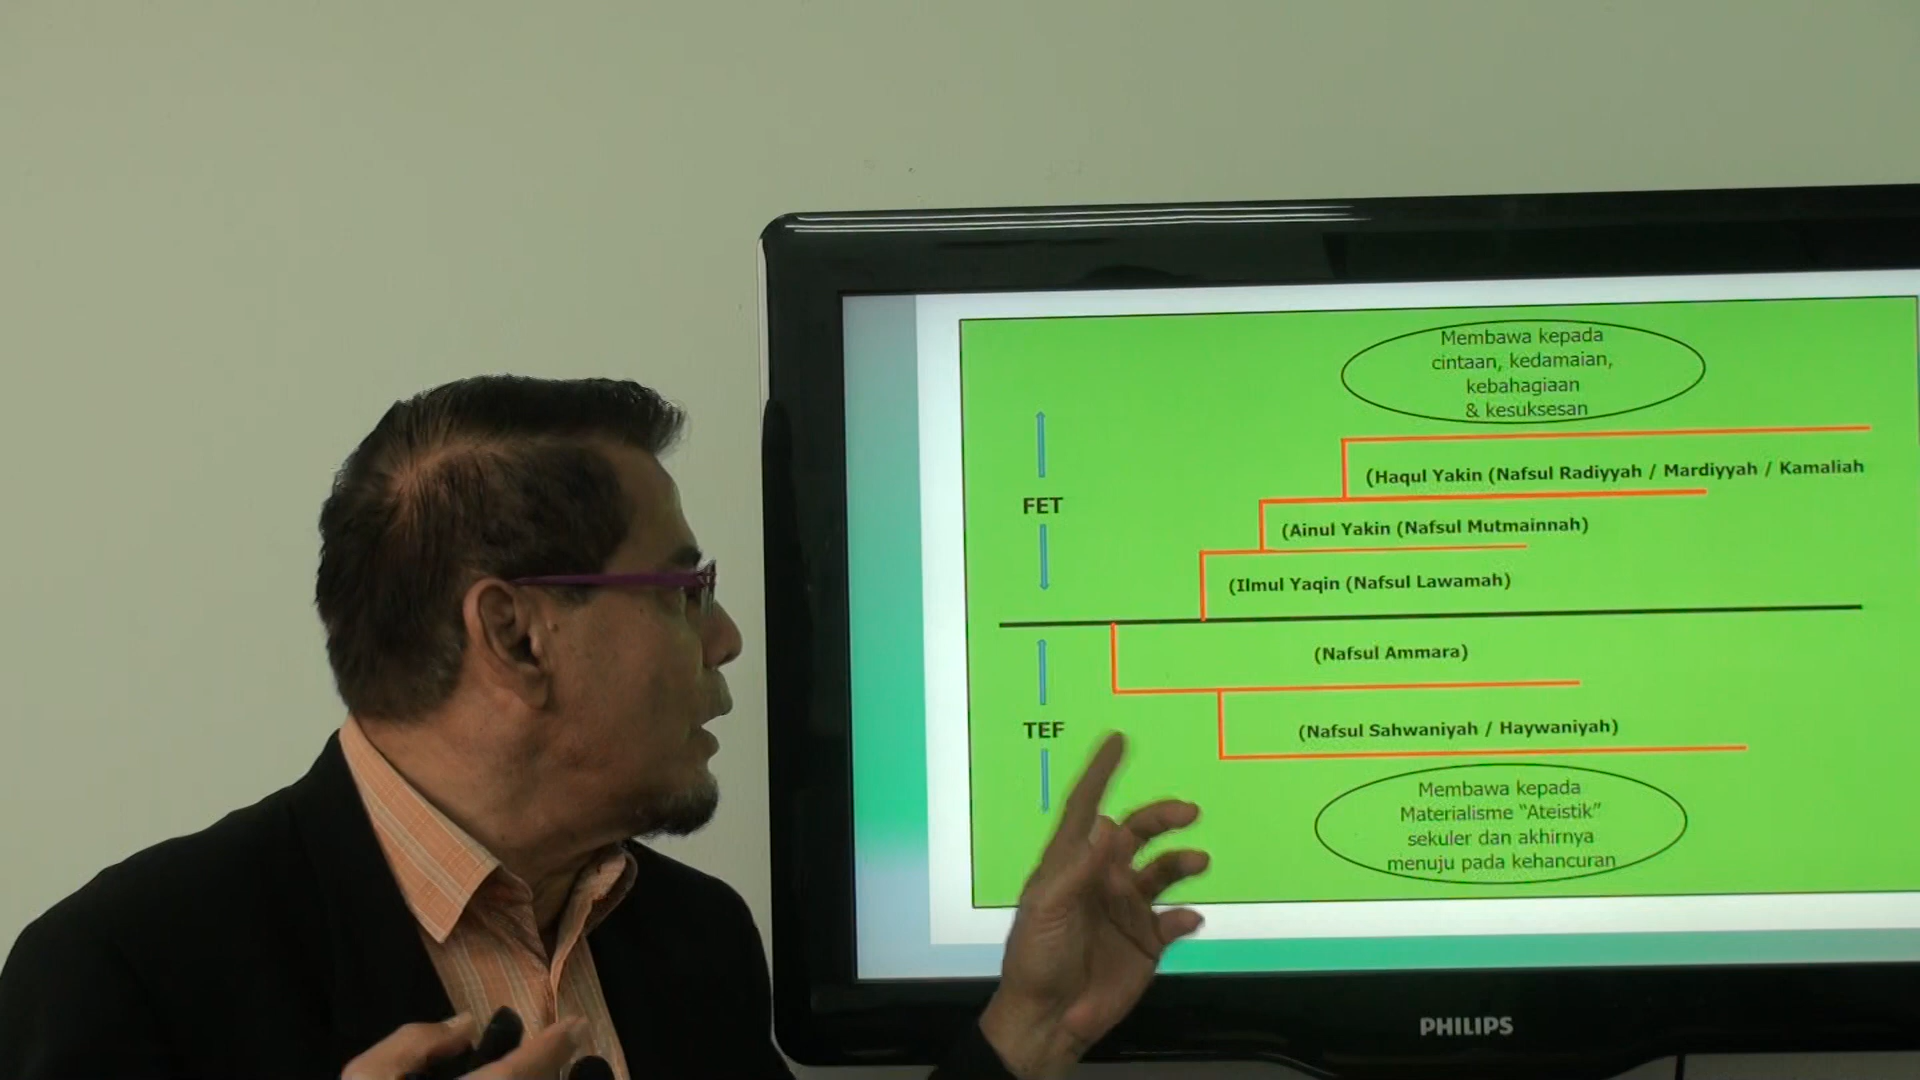 Membawa kepada
cintaan, kedamaian,
kebahagiaan
& kesuksesan
(Haqul Yakin (Nafsul Radiyyah / Mardiyyah / Kamaliah
FET
(Ainul Yakin (Nafsul Mutmainnah)
(Ilmul Yaqin (Nafsul Lawamah)
(Nafsul Ammara)
TEF
(Nafsul Sahwaniyah / Haywaniyah)
Membawa kepada
Materialisme “Ateistik”
sekuler dan akhirnya
menuju pada kehancuran
PHILIPS